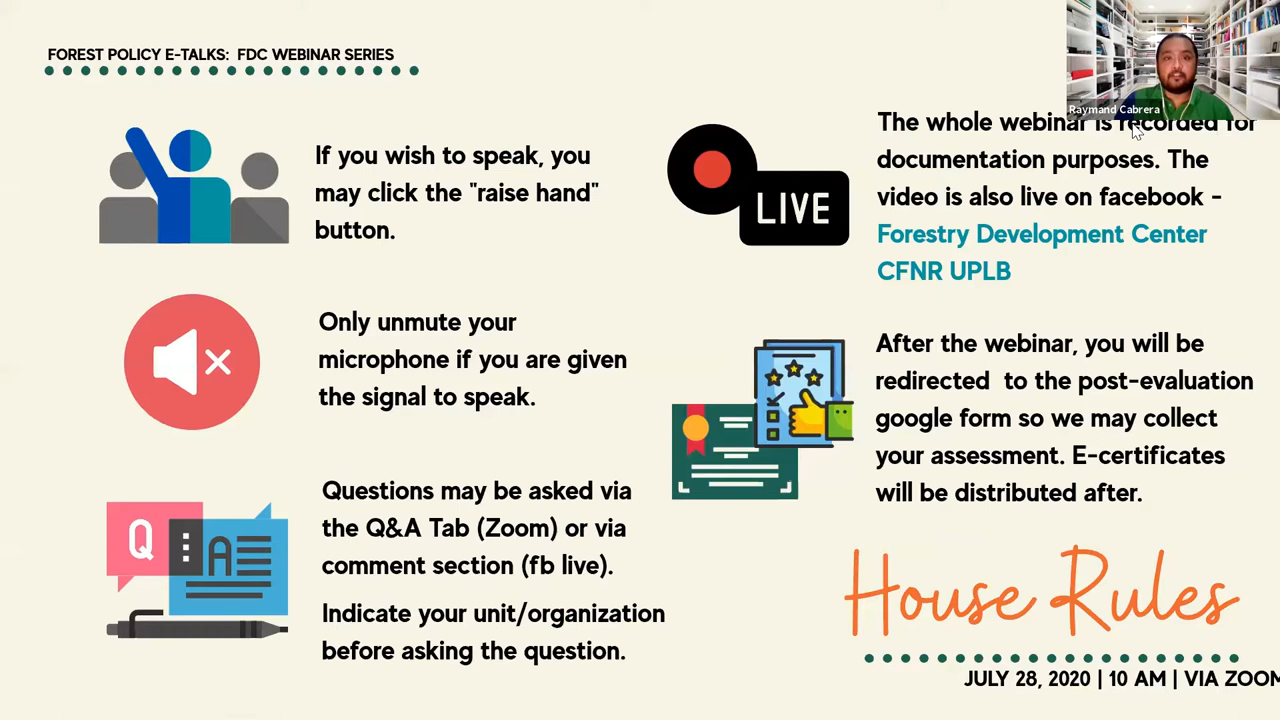 FOREST POLICY E-TALKS: FDC WEBINAR SERIES
If you wish to speak, you
may click the "raise hand"
button.
Only unmute your
microphone if you are given
the signal to speak.
Q
A
Questions may be asked via
the Q&A Tab (Zoom) or via
comment section (fb live).
Indicate your unit/organization
before asking the question.
Raymand Cabrera
LIVE
The whole webinar is recorded for
documentation purposes. The
video is also live on facebook -
Forestry Development Center
CFNR UPLB
After the webinar, you will be
redirected to the post-evaluation
google form so we may collect
your assessment. E-certificates
will be distributed after.
House Rules
JULY 28, 2020 | 10 AM | VIA ZOOM